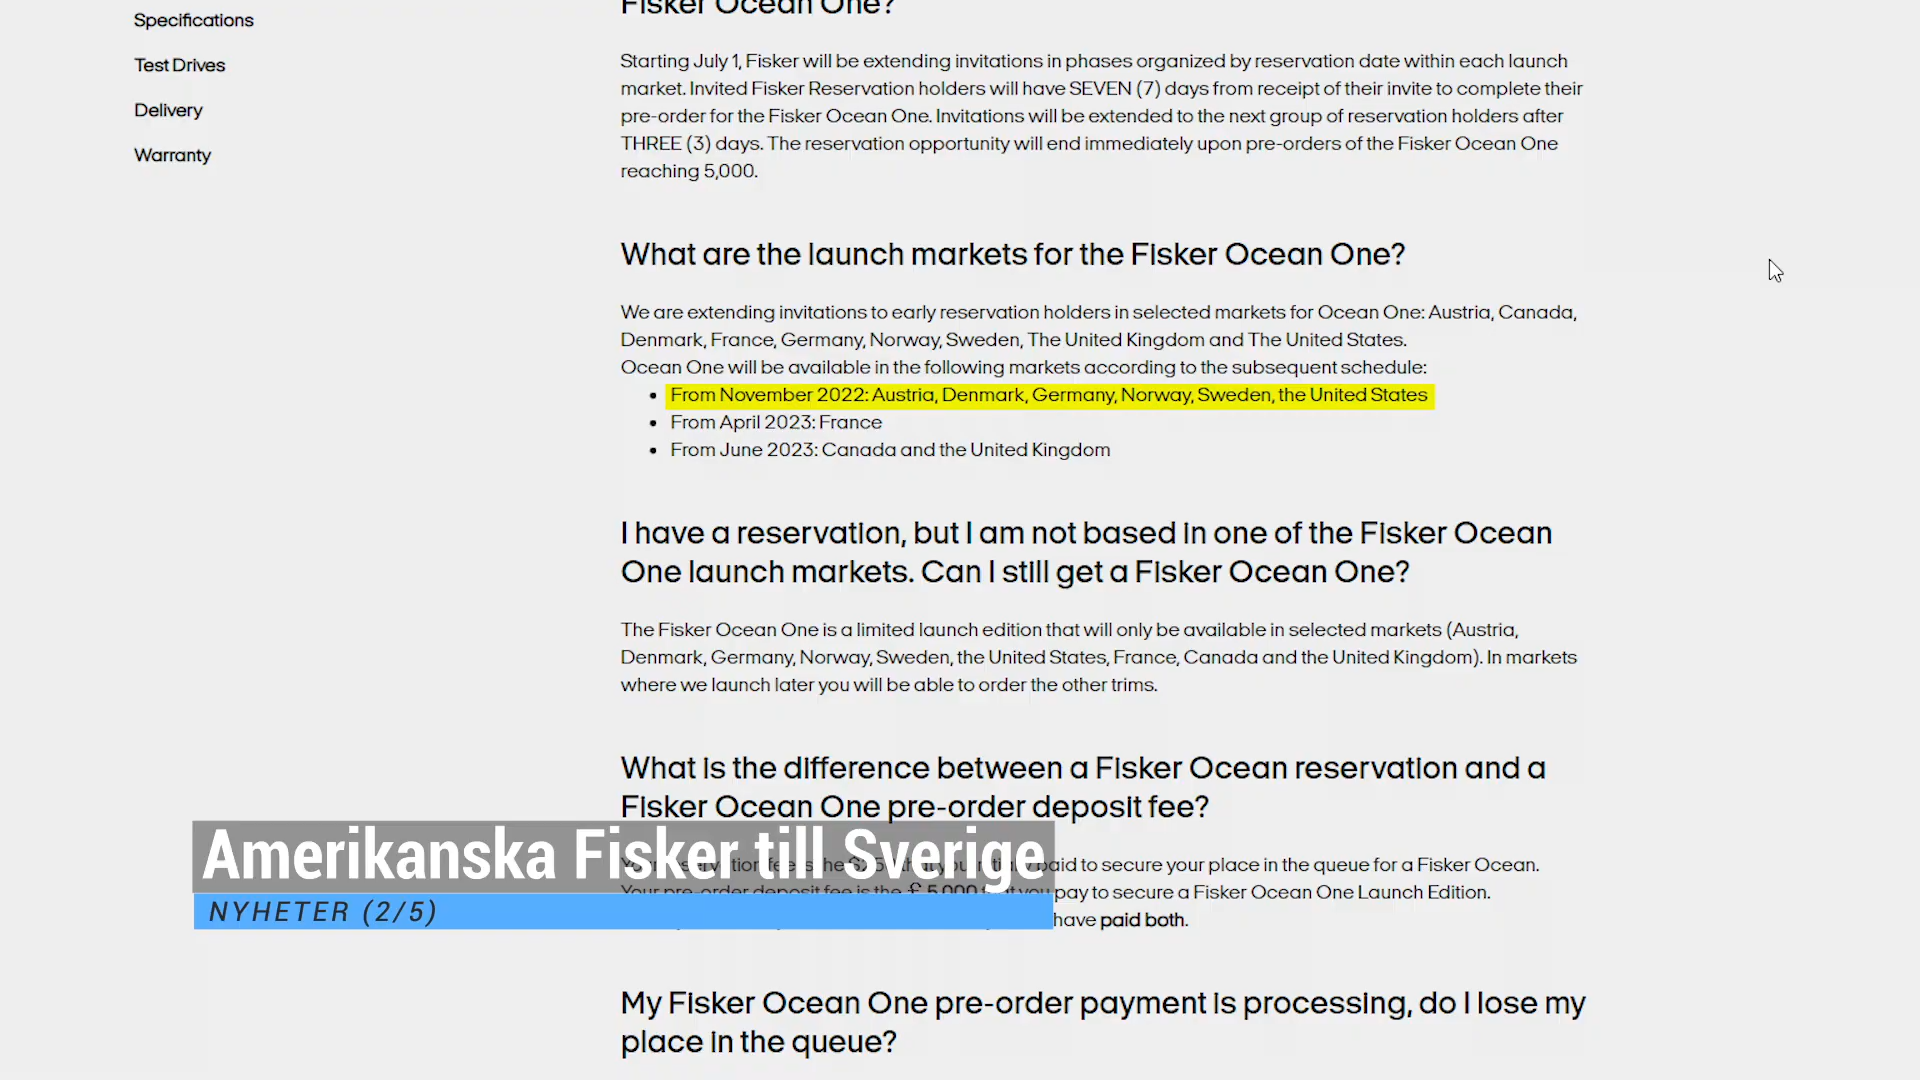 Specifications
Test Drives
Delivery
Warranty
Fisker Ocean One?
Starting July 1, Fisker will be extending invitations in phases organized by reservation date within each launch
market. Invited Fisker Reservation holders will have SEVEN (7) days from receipt of their invite to complete their
pre-order for the Fisker Ocean One. Invitations will be extended to the next group of reservation holders after
THREE (3) days. The reservation opportunity will end immediately upon pre-orders of the Fisker Ocean One
reaching 5,000.
What are the launch markets for the Fisker Ocean One?
We are extending invitations to early reservation holders in selected markets for Ocean One: Austria, Canada,
Denmark, France, Germany, Norway, Sweden, The United Kingdom and The United States.
Ocean One will be available in the following markets according to the subsequent schedule:
• From November 2022: Austria, Denmark, Germany, Norway, Sweden, the United States
• From April 2023: France
• From June 2023: Canada and the United Kingdom
I have a reservation, but I am not based in one of the Fisker Ocean
One launch markets. Can I still get a Fisker Ocean One?
The Fisker Ocean One is a limited launch edition that will only be available in selected markets (Austria,
Denmark, Germany, Norway, Sweden, the United States, France, Canada and the United Kingdom). In markets
where we launch later you will be able to order the other trims.
What is the difference between a Fisker Ocean reservation and a
Fisker Ocean One pre-order deposit fee?
paid to secure your place in the queue for a Fisker Ocean.
Your pre-order deposit fee is the £ 5,000 that you pay to secure a Fisker Ocean One Launch Edition.
have paid both.
Amerikanska Fisker till Sverige
NYHETER (2/5)
My Fisker Ocean One pre-order payment is processing, do I lose my
place in the queue?